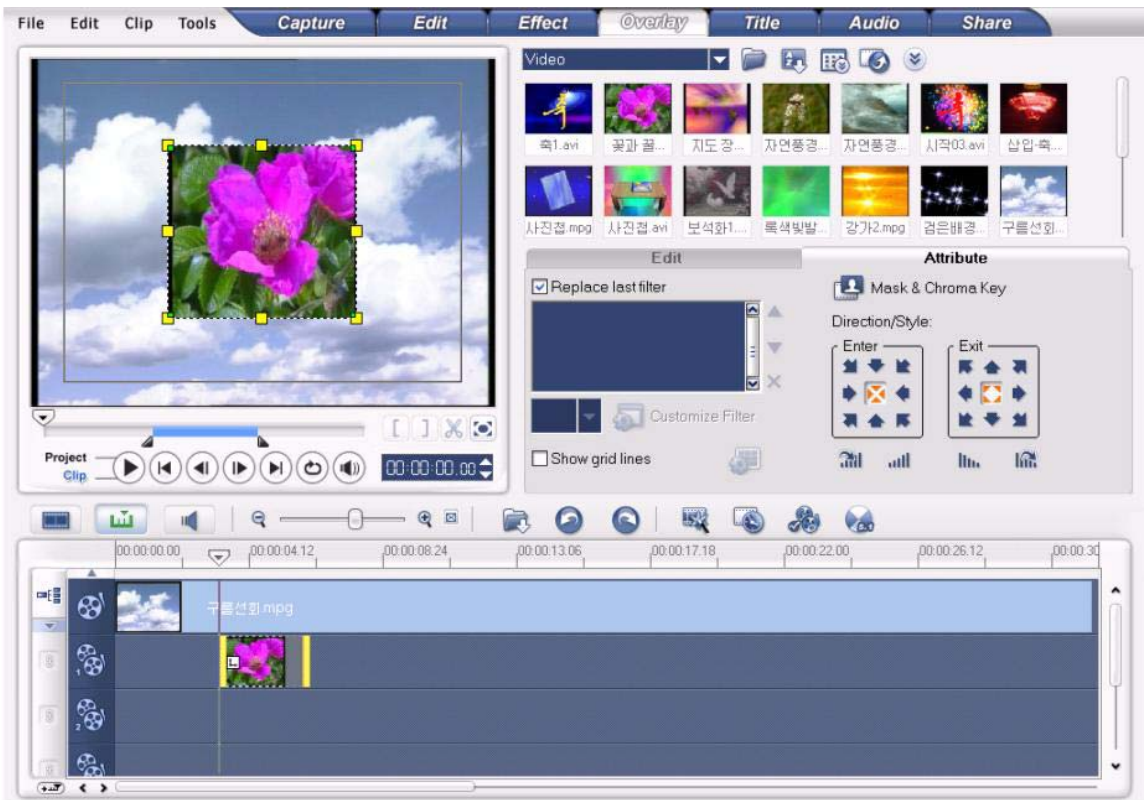 File Edit Clip Tools Capture Edit Effect Overlay Title Audio Share
Video
축1.avi 꽃과 꿀... 지도 장... 자연풍경... 자연풍경... 시작03.avi 삽입-축...
사진첩.mpg 사진첩.avi 보석화1.... 록색빛발... 강가2.mpg 검은배경... 구름선회...
Edit Attribute
Replace last filter
Mask & Chroma Key
Direction/Style:
Enter Exit
Customize Filter
Show grid lines
Project
Clip
00:00:00.00
00:00:00.00 00:00:04.12 00:00:08.24 00:00:13.06 00:00:17.18 00:00:22.00 00:00:26.12 00:00:30
구름선회.mpg
1
2